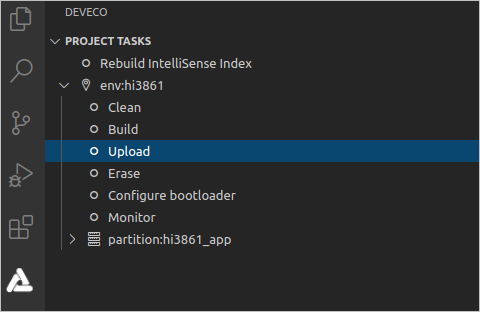 DEVECO
PROJECT TASKS
Rebuild IntelliSense Index
env:hi3861
Clean
Build
Upload
Erase
Configure bootloader
Monitor
partition:hi3861_app